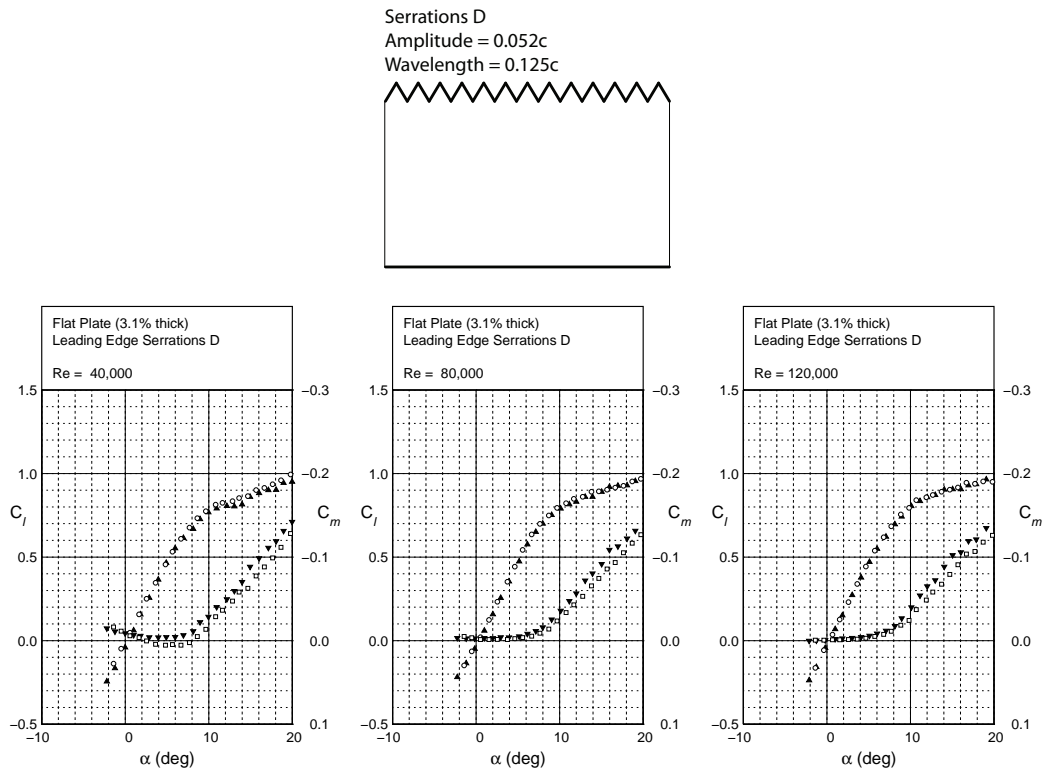 Serrations D
Amplitude = 0.052c
Wavelength = 0.125c
Flat Plate (3.1% thick)
Leading Edge Serrations D
Re = 40,000
1.5
1.0
0.5
0.0
−0.5
C_l
−0.3
−0.2
−0.1
0.0
0.1
C_m
−10 0 10 20
α (deg)
Flat Plate (3.1% thick)
Leading Edge Serrations D
Re = 80,000
1.5
1.0
0.5
0.0
−0.5
C_l
−0.3
−0.2
−0.1
0.0
0.1
C_m
−10 0 10 20
α (deg)
Flat Plate (3.1% thick)
Leading Edge Serrations D
Re = 120,000
1.5
1.0
0.5
0.0
−0.5
C_l
−0.3
−0.2
−0.1
0.0
0.1
C_m
−10 0 10 20
α (deg)